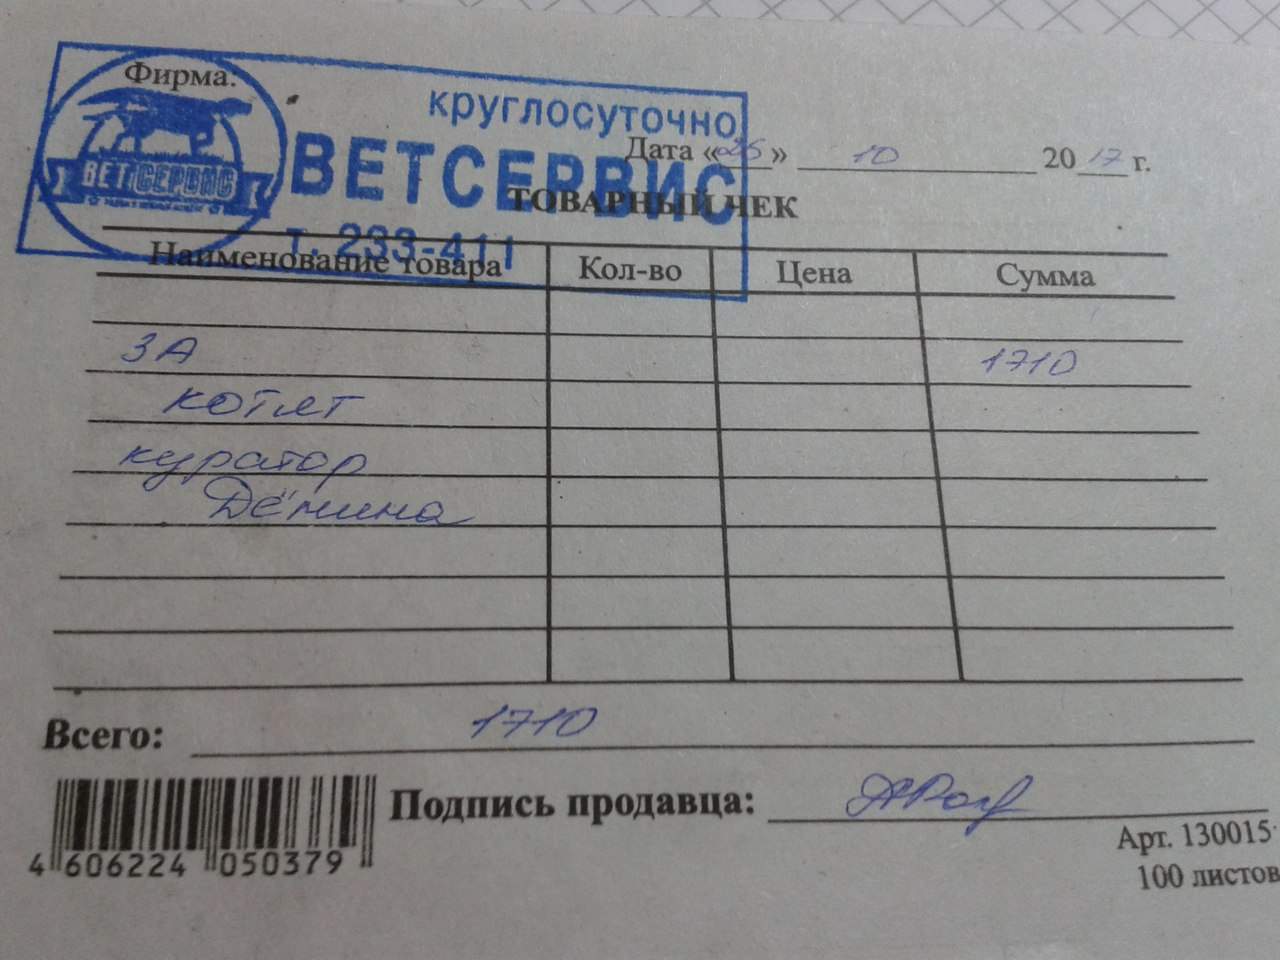 Фирма.
круглосуточно
ВЕТСЕРВИС
ВЕТСЕРВИС
т. 233-411
Дата «25» 10 2017 г.
ТОВАРНЫЙ ЧЕК
Наименование товара Кол-во Цена Сумма
ЗА 1710
котят
куратор
Дёмина
Всего: 1710
Подпись продавца:
4 606224 050379
Арт. 130015
100 листов